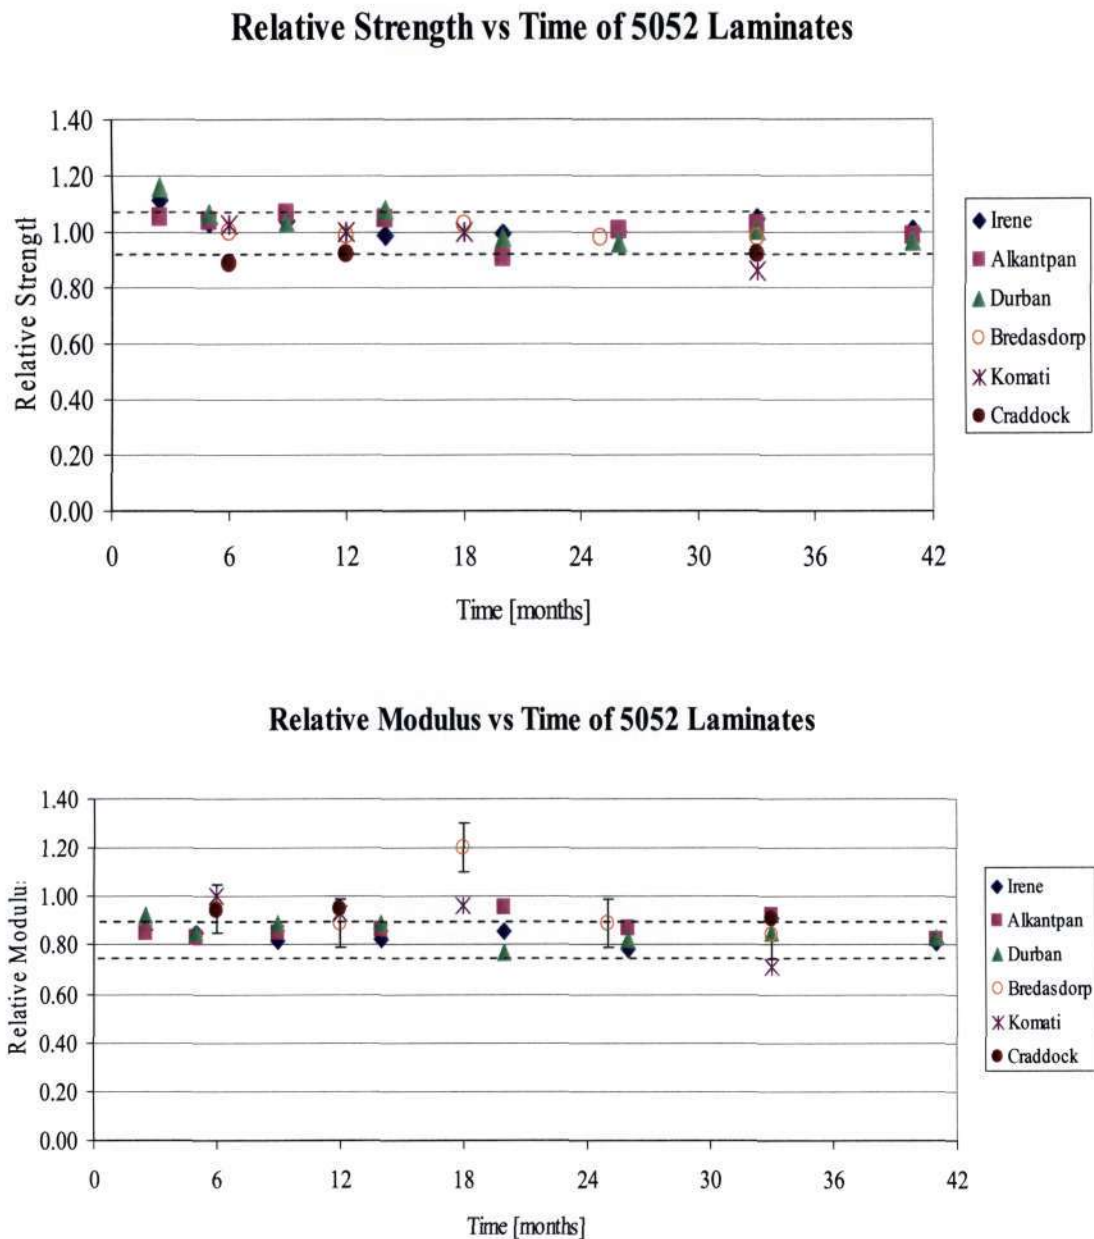 Relative Strength vs Time of 5052 Laminates
1.40
1.20
1.00
0.80
0.60
0.40
0.20
0.00
Relative Strengtl
0 6 12 18 24 30 36 42
Time [months]
Irene
Alkantpan
Durban
Bredasdorp
Komati
Craddock
Relative Modulus vs Time of 5052 Laminates
1.40
1.20
1.00
0.80
0.60
0.40
0.20
0.00
Relative Modulu:
0 6 12 18 24 30 36 42
Time [months]
Irene
Alkantpan
Durban
Bredasdorp
Komati
Craddock